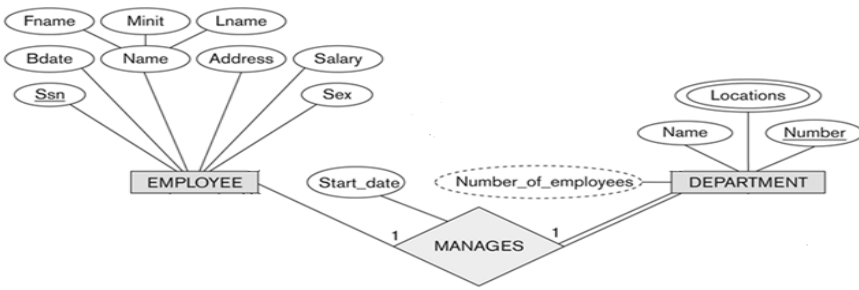 Fname Minit Lname
Bdate Name Address Salary
Ssn Sex
Locations
Name Number
EMPLOYEE Start_date Number_of_employees DEPARTMENT
1 1
MANAGES